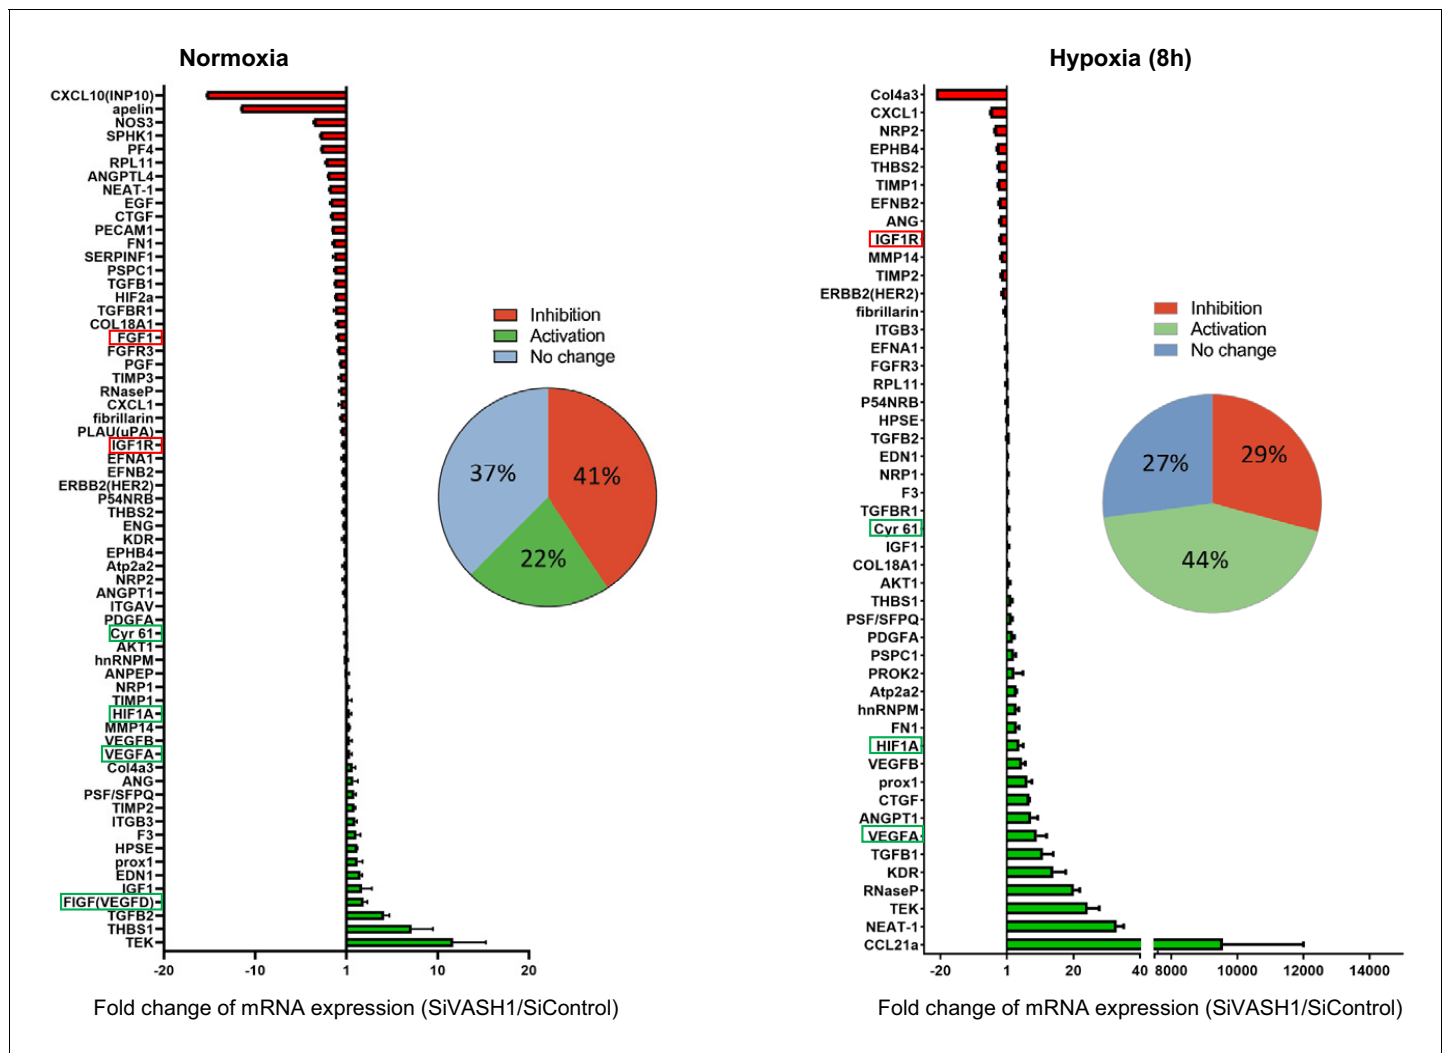 Normoxia
CXCL10(INP10)
apelin
NOS3
SPHK1
PF4
RPL11
ANGPTL4
NEAT-1
EGF
CTGF
PECAM1
FN1
SERPINF1
PSPC1
TGFB1
HIF2a
TGFBR1
COL18A1
FGF1
FGFR3
PGF
TIMP3
RNaseP
CXCL1
fibrillarin
PLAU(uPA)
IGF1R
EFNA1
EFNB2
ERBB2(HER2)
P54NRB
THBS2
ENG
KDR
EPHB4
Atp2a2
NRP2
ANGPT1
ITGAV
PDGFA
Cyr 61
AKT1
hnRNPM
ANPEP
NRP1
TIMP1
HIF1A
MMP14
VEGFB
VEGFA
Col4a3
ANG
PSF/SFPQ
TIMP2
ITGB3
F3
HPSE
prox1
EDN1
IGF1
FIGF(VEGFD)
TGFB2
THBS1
TEK
-20 -10 1 10 20
Fold change of mRNA expression (SiVASH1/SiControl)
Inhibition
Activation
No change
37% 41%
22%
Hypoxia (8h)
Col4a3
CXCL1
NRP2
EPHB4
THBS2
TIMP1
EFNB2
ANG
IGF1R
MMP14
TIMP2
ERBB2(HER2)
fibrillarin
ITGB3
EFNA1
FGFR3
RPL11
P54NRB
HPSE
TGFB2
EDN1
NRP1
F3
TGFBR1
Cyr 61
IGF1
COL18A1
AKT1
THBS1
PSF/SFPQ
PDGFA
PSPC1
PROK2
Atp2a2
hnRNPM
FN1
HIF1A
VEGFB
prox1
CTGF
ANGPT1
VEGFA
TGFB1
KDR
RNaseP
TEK
NEAT-1
CCL21a
-20 1 20 40 8000 10000 12000 14000
Fold change of mRNA expression (SiVASH1/SiControl)
Inhibition
Activation
No change
27% 29%
44%